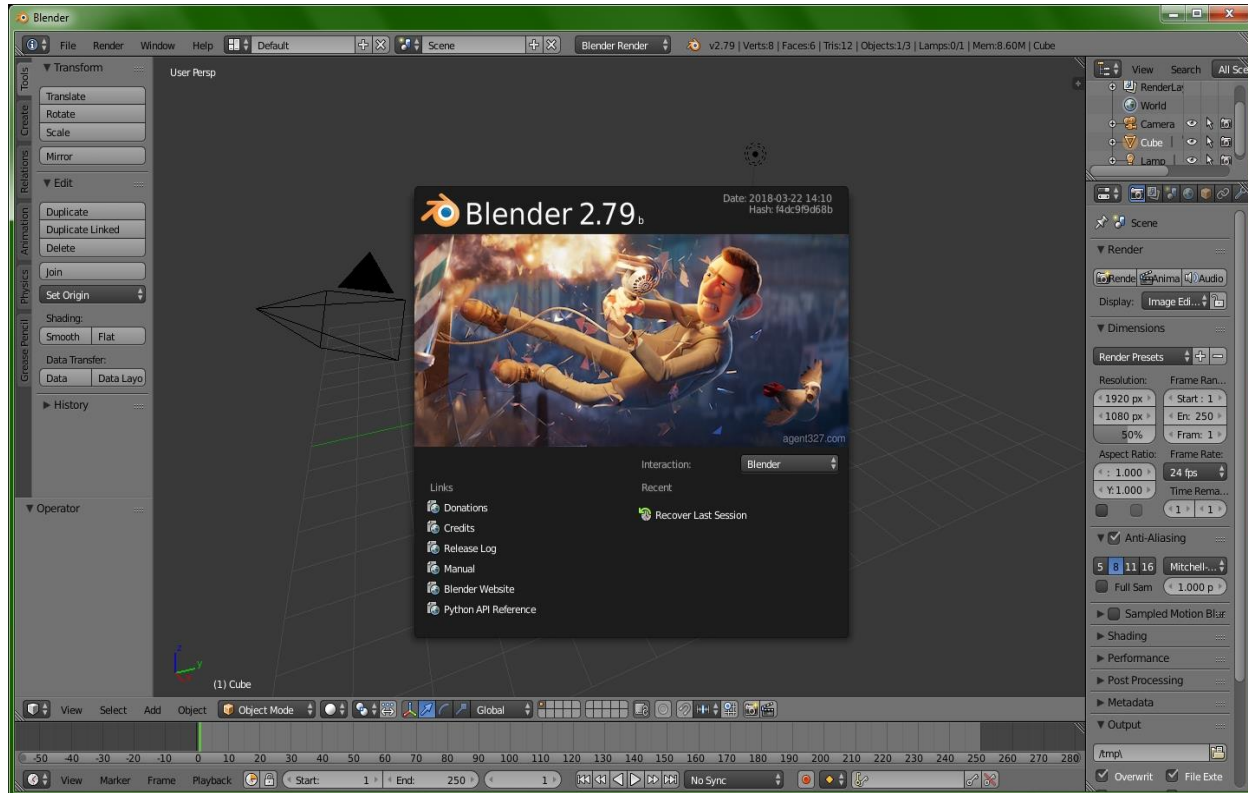 Blender
File Render Window Help Default Scene Blender Render v2.79 | Verts:8 | Faces:6 | Tris:12 | Objects:1/3 | Lamps:0/1 | Mem:8.60M | Cube
Tools
Create
Relations
Animation
Physics
Grease Pencil
Transform
Translate
Rotate
Scale
Mirror
Edit
Duplicate
Duplicate Linked
Delete
Join
Set Origin
Shading:
Smooth Flat
Data Transfer:
Data Data Layo
History
Operator
User Persp
Blender 2.79b
Date: 2018-03-22 14:10
Hash: f4dc9f9d68b
agent327.com
Interaction: Blender
Links
Donations
Credits
Release Log
Manual
Blender Website
Python API Reference
Recent
Recover Last Session
z
y
(1) Cube
View Search All Sce
RenderLay
World
Camera
Cube
Lamp
Scene
Render
Rende Anima Audio
Display: Image Edi...
Dimensions
Render Presets
Resolution: Frame Ran...
1920 px Start : 1
1080 px En: 250
50% Fram: 1
Aspect Ratio: Frame Rate:
: 1.000 24 fps
Y: 1.000 Time Rema...
1 1
Anti-Aliasing
5 8 11 16 Mitchell-...
Full Sam 1.000 p
Sampled Motion Blur
Shading
Performance
Post Processing
Metadata
Output
/tmp\
Overwrit File Exte
View Select Add Object Object Mode Global
-50 -40 -30 -20 -10 0 10 20 30 40 50 60 70 80 90 100 110 120 130 140 150 160 170 180 190 200 210 220 230 240 250 260 270 280
View Marker Frame Playback Start: 1 End: 250 1 No Sync